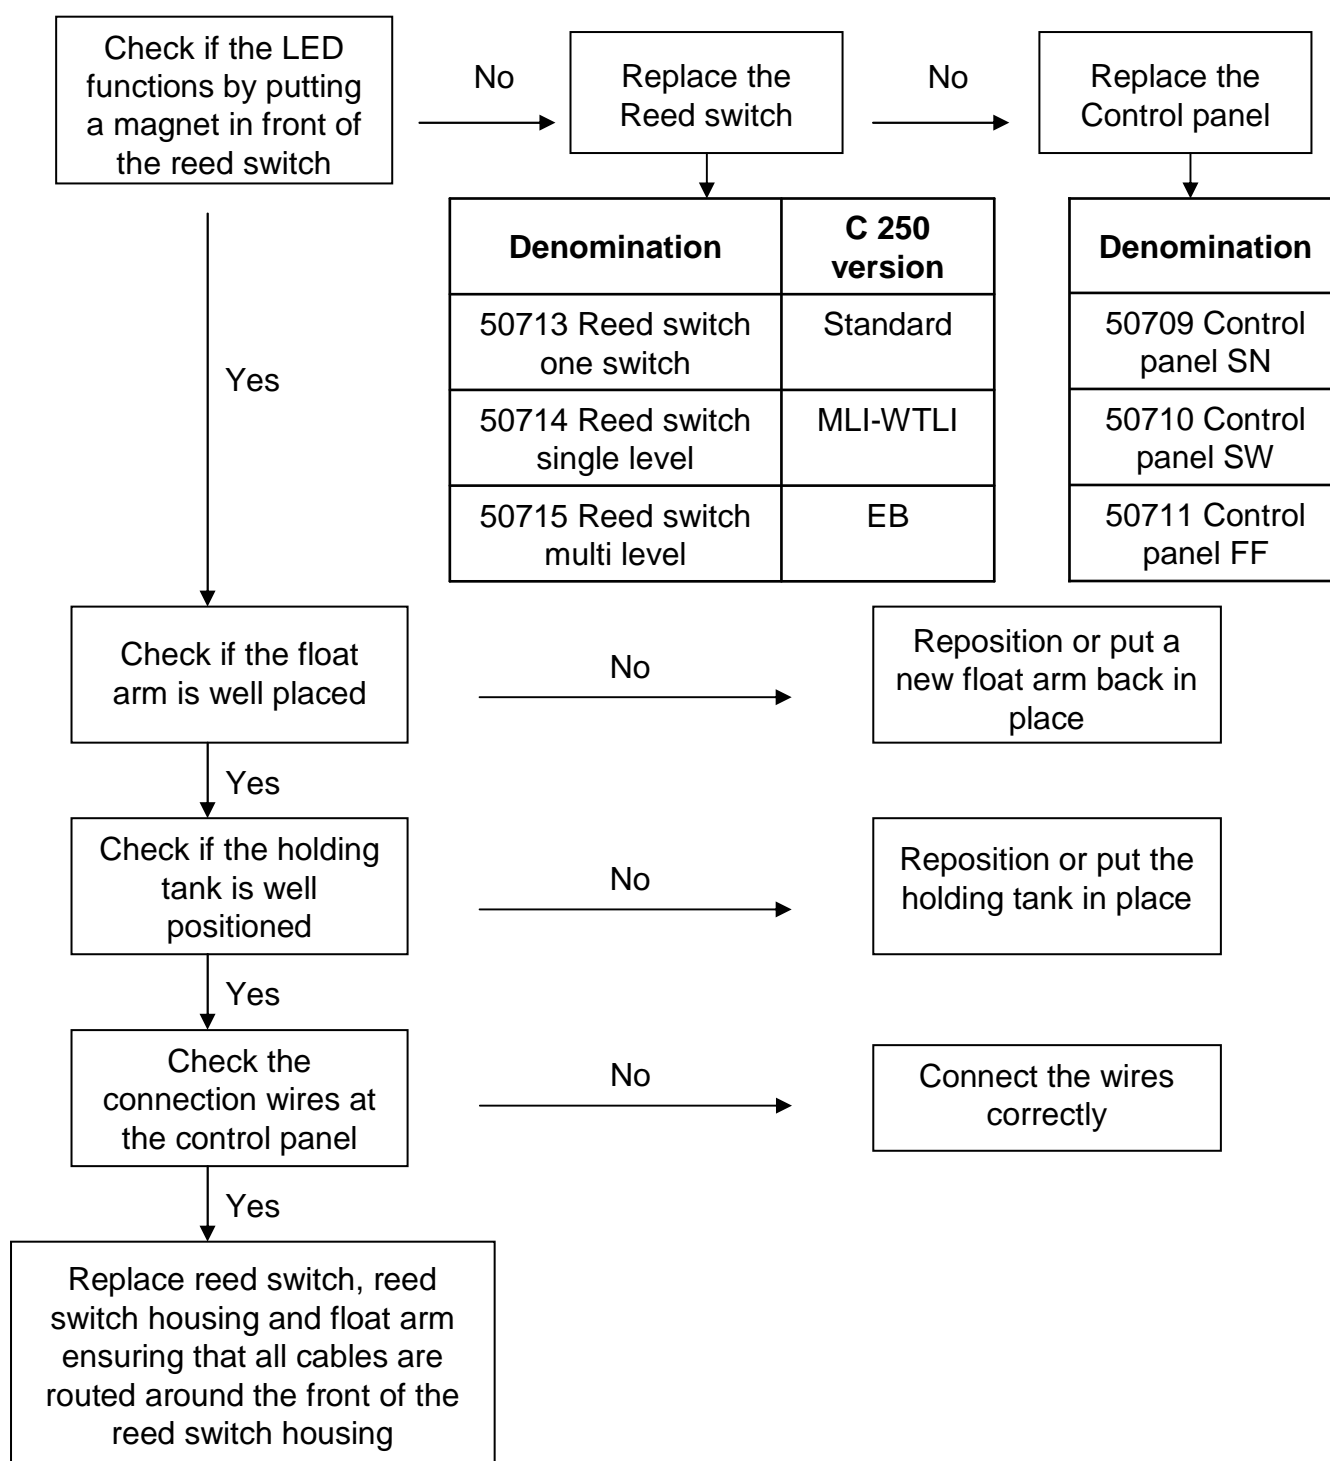 Check if the LED
functions by putting
a magnet in front of
the reed switch
No
Replace the
Reed switch
No
Replace the
Control panel
Denomination
C 250
version
50713 Reed switch
one switch
Standard
50714 Reed switch
single level
MLI-WTLI
50715 Reed switch
multi level
EB
Denomination
50709 Control
panel SN
50710 Control
panel SW
50711 Control
panel FF
Yes
Check if the float
arm is well placed
No
Reposition or put a
new float arm back in
place
Yes
Check if the holding
tank is well
positioned
No
Reposition or put the
holding tank in place
Yes
Check the
connection wires at
the control panel
No
Connect the wires
correctly
Yes
Replace reed switch, reed
switch housing and float arm
ensuring that all cables are
routed around the front of the
reed switch housing